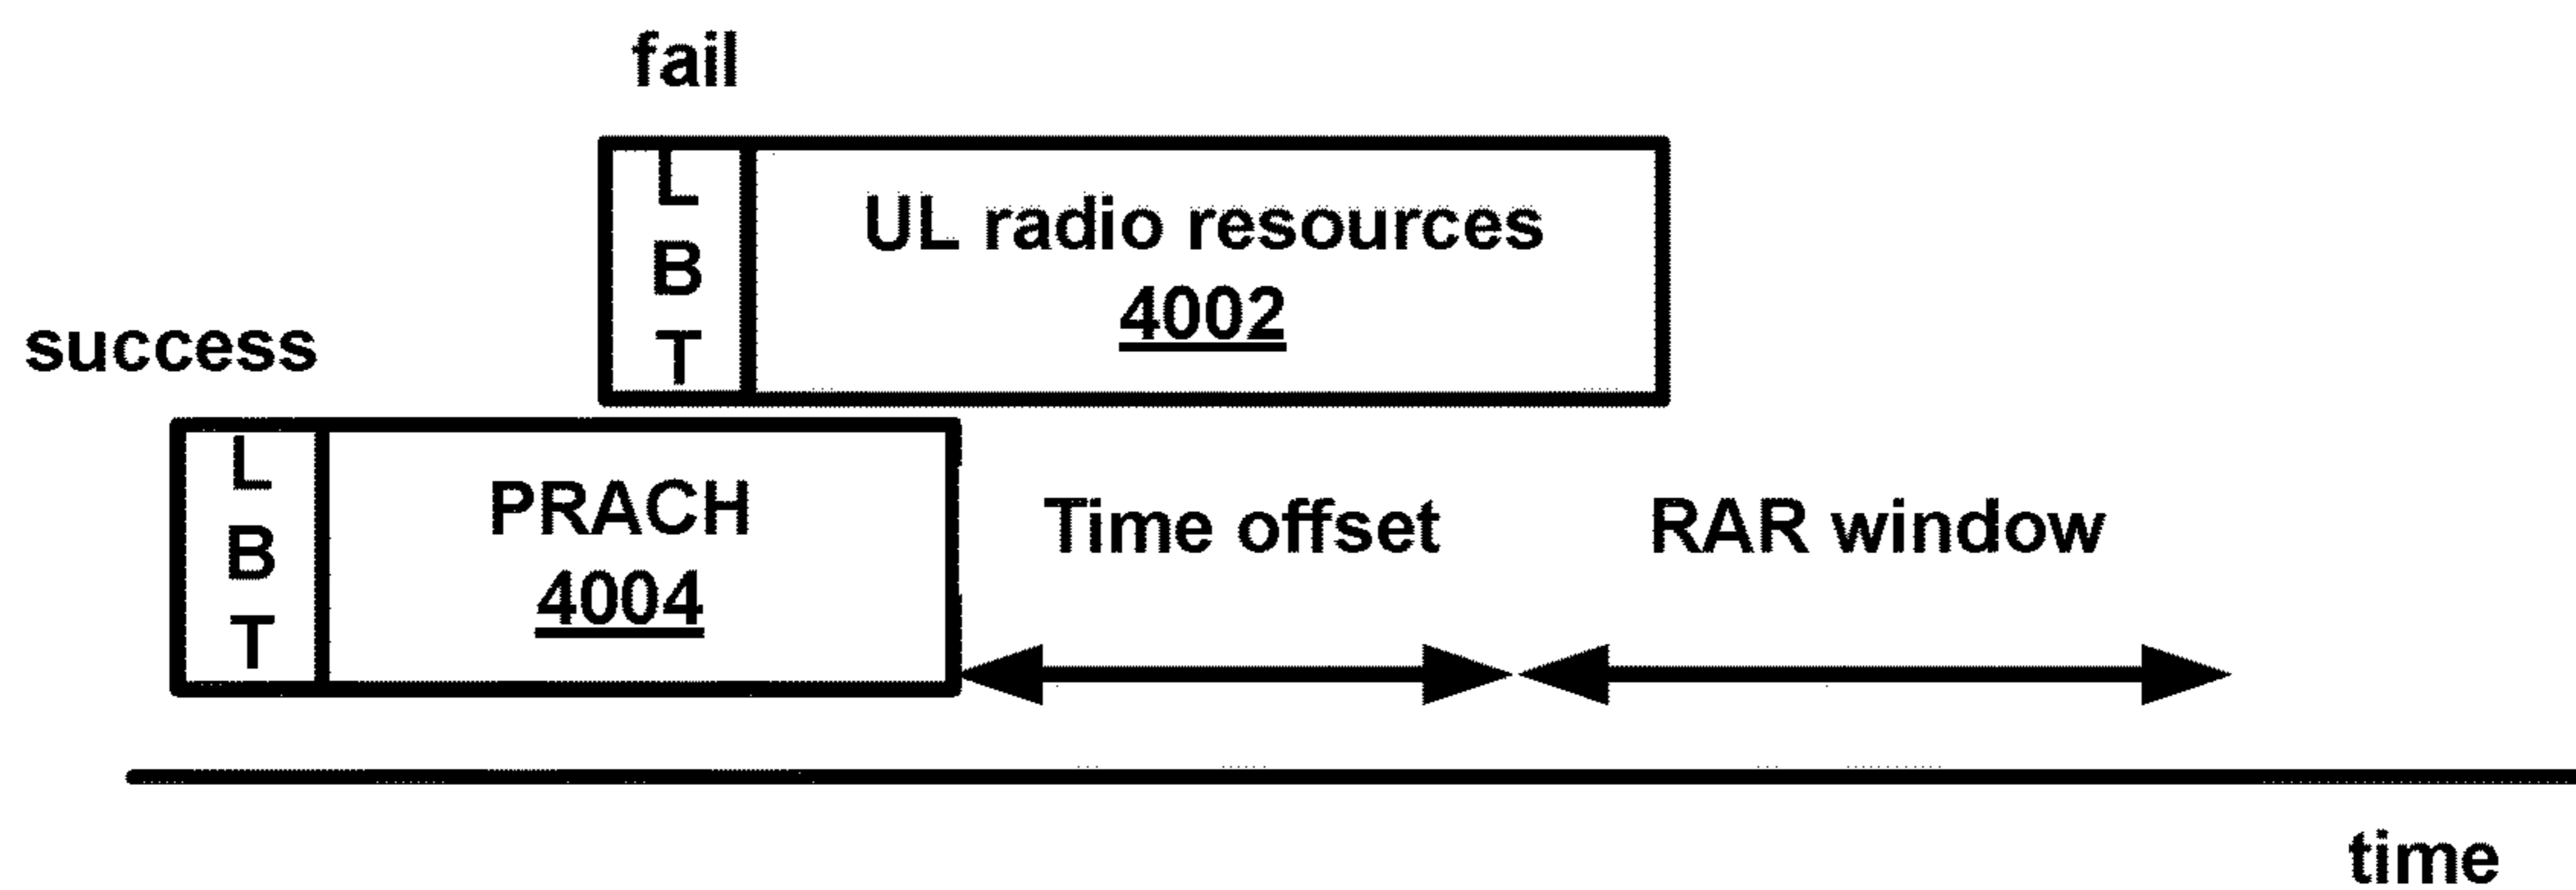 fail
L
B
T
UL radio resources
4002
success
L
B
T
PRACH
4004
Time offset
RAR window
time